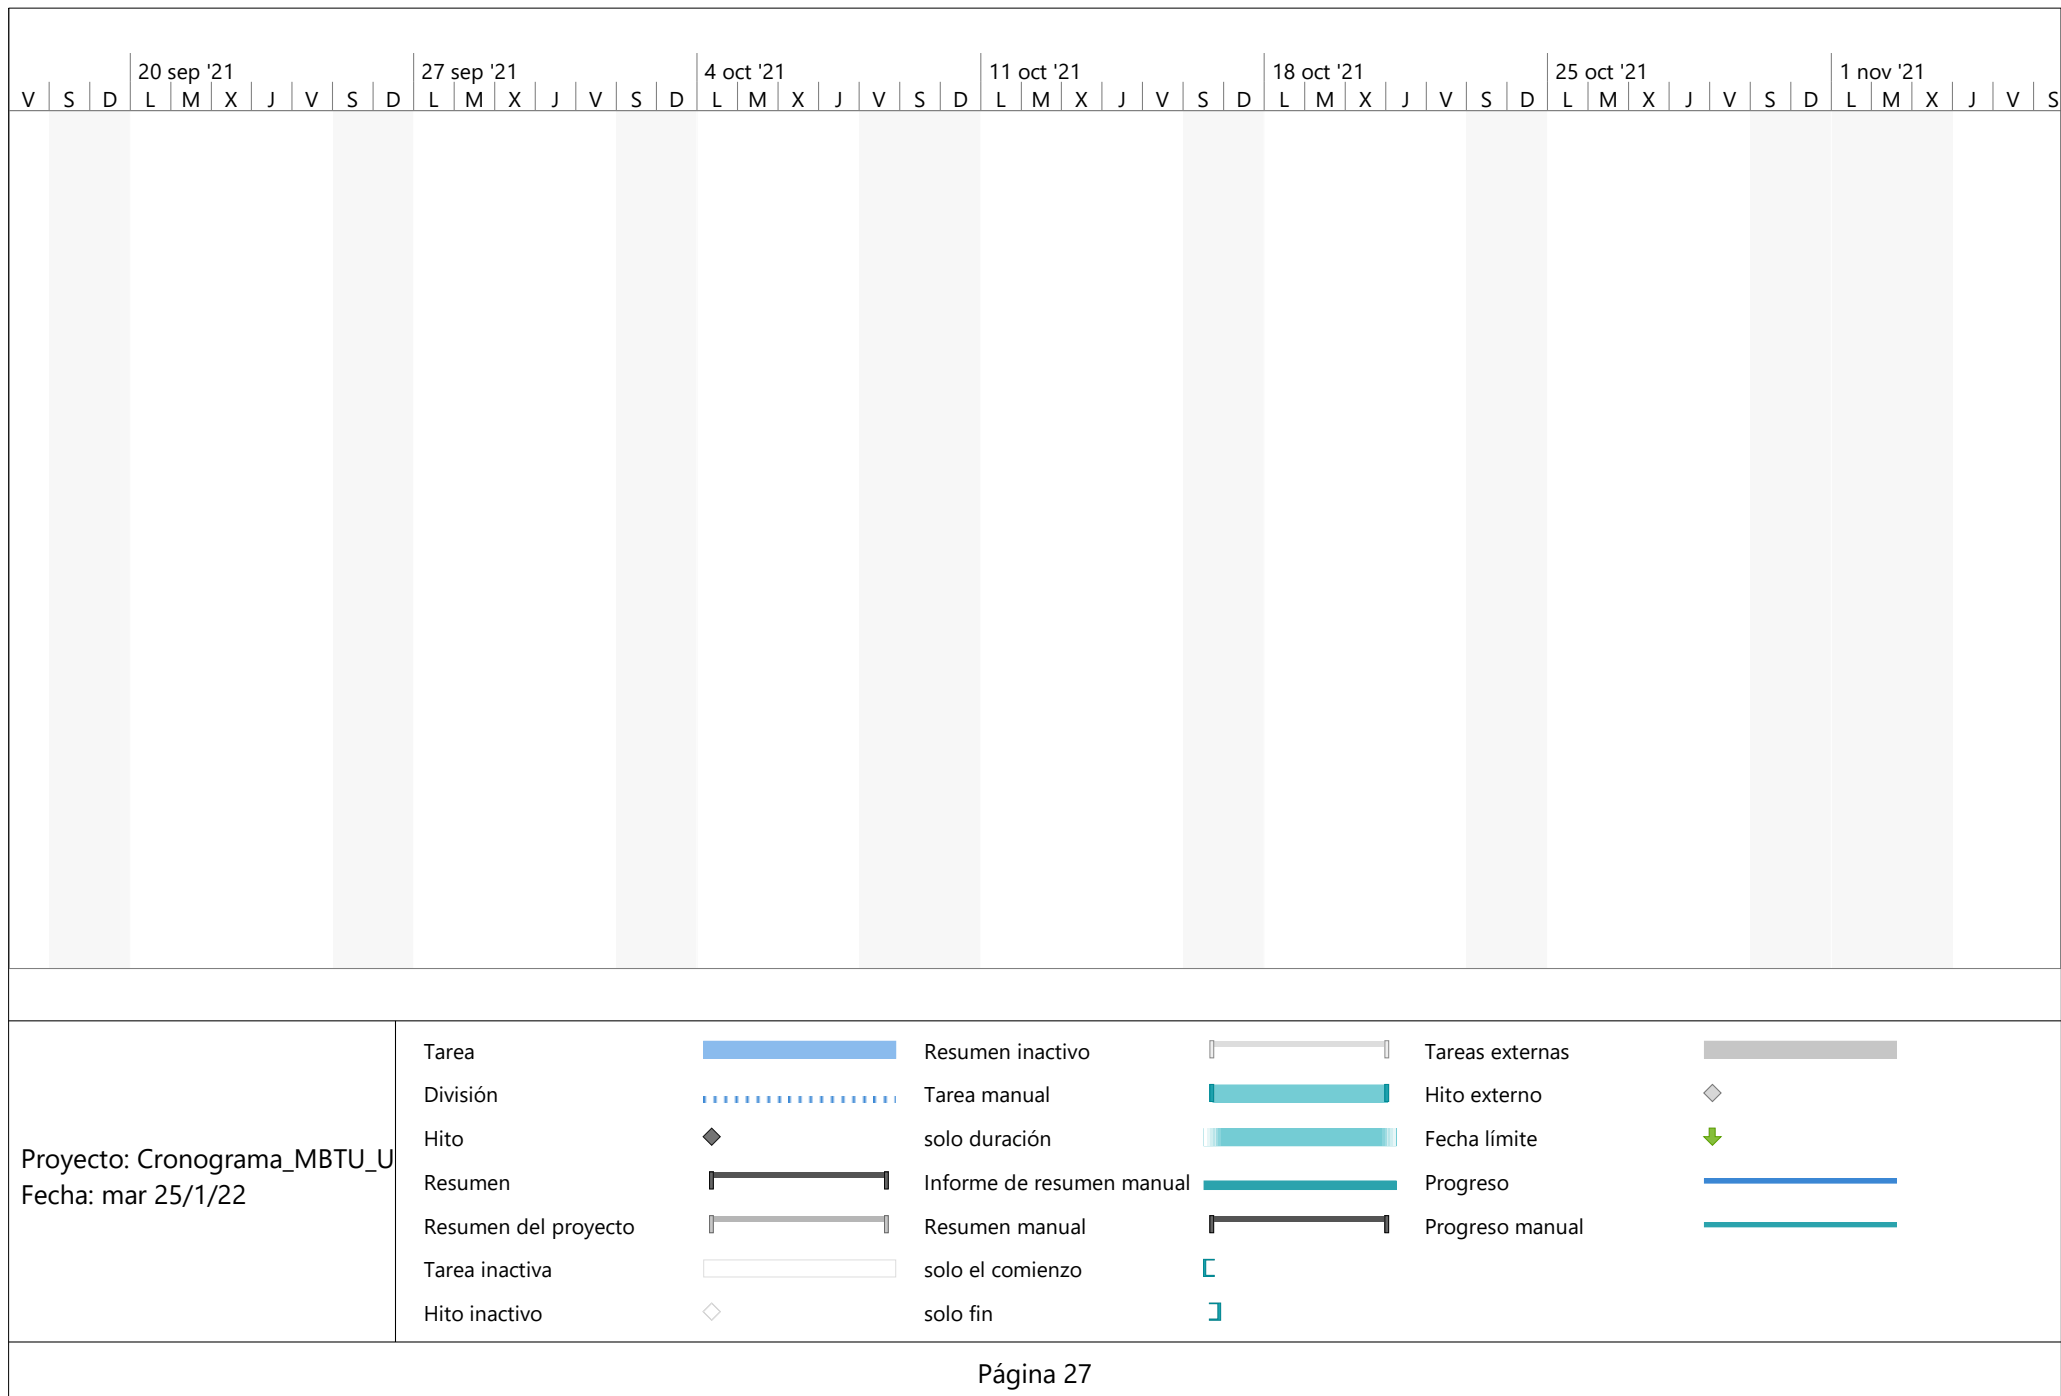 20 sep '21 27 sep '21 4 oct '21 11 oct '21 18 oct '21 25 oct '21 1 nov '21
V S D L M X J V S D L M X J V S D L M X J V S D L M X J V S D L M X J V S D L M X J V S D L M X J V S
Proyecto: Cronograma_MBTU_U
Fecha: mar 25/1/22
Tarea
División
Hito
Resumen
Resumen del proyecto
Tarea inactiva
Hito inactivo
Resumen inactivo
Tarea manual
solo duración
Informe de resumen manual
Resumen manual
solo el comienzo
solo fin
Tareas externas
Hito externo
Fecha límite
Progreso
Progreso manual
Página 27